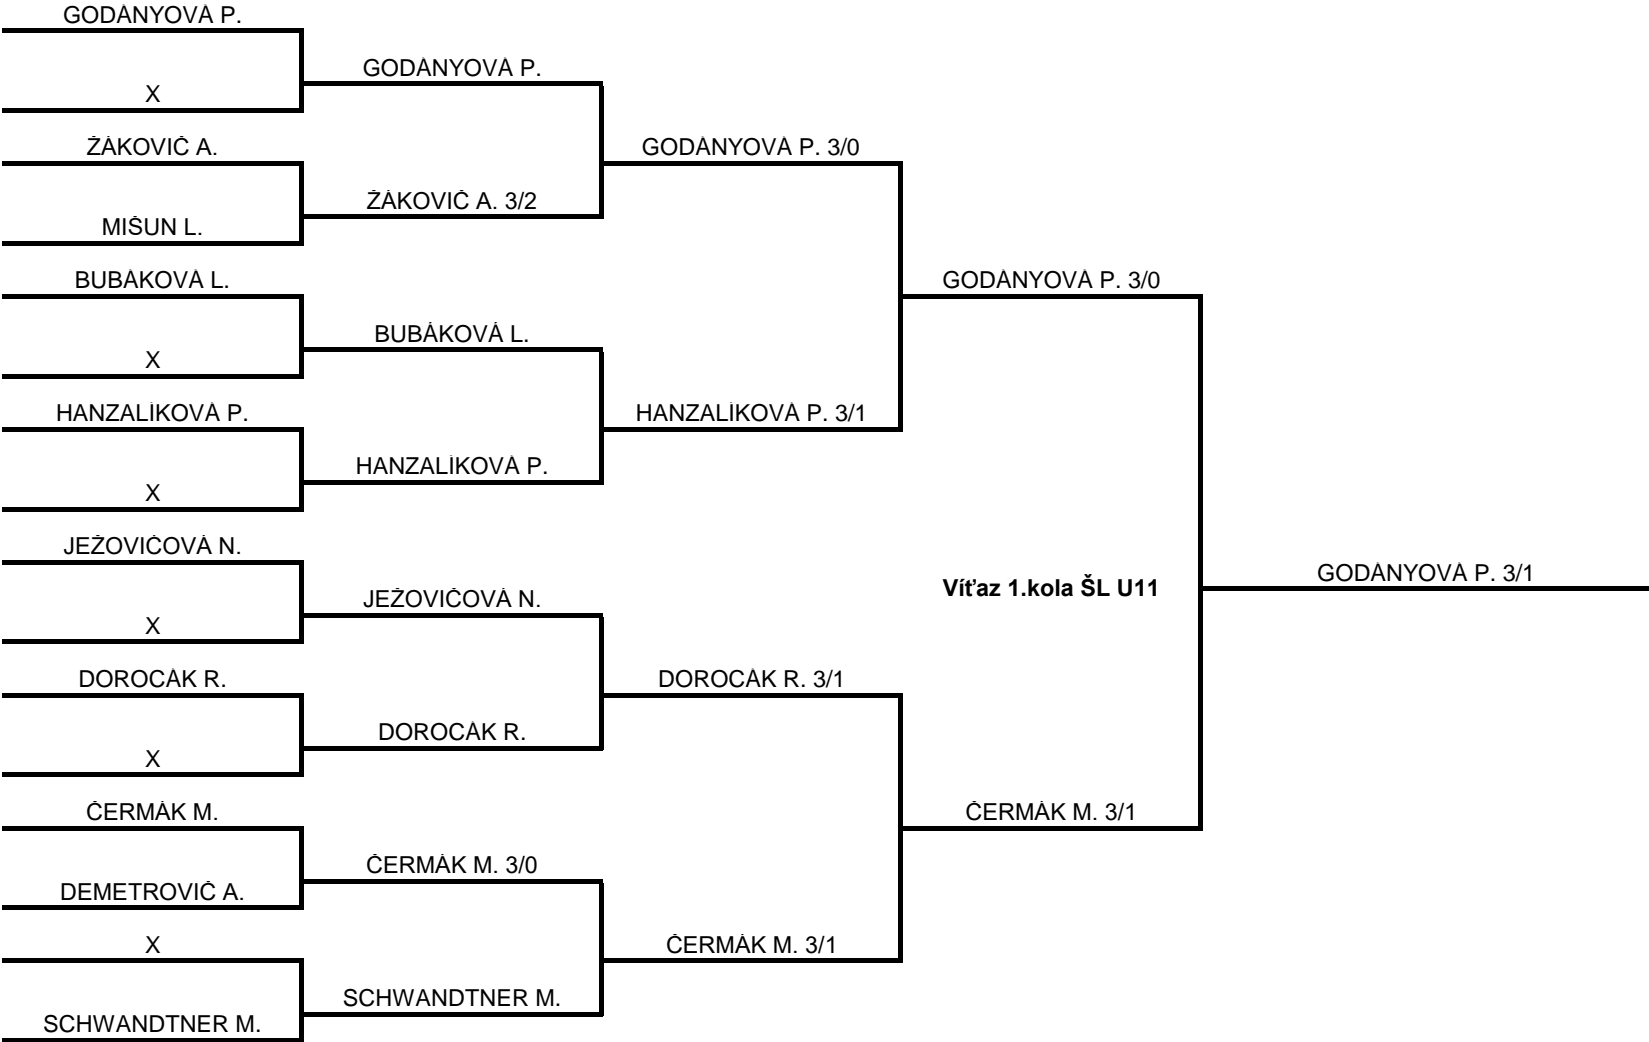 GODÁNYOVÁ P.
X
ŽÁKOVIČ A.
MIŠUN L.
BUBÁKOVÁ L.
X
HANZALÍKOVÁ P.
X
JEŽOVIČOVÁ N.
X
DOROCÁK R.
X
ČERMÁK M.
DEMETROVIČ A.
X
SCHWANDTNER M.
GODÁNYOVÁ P.
ŽÁKOVIČ A. 3/2
BUBÁKOVÁ L.
HANZALÍKOVÁ P.
JEŽOVIČOVÁ N.
DOROCÁK R.
ČERMÁK M. 3/0
SCHWANDTNER M.
GODÁNYOVÁ P. 3/0
HANZALÍKOVÁ P. 3/1
DOROCÁK R. 3/1
ČERMÁK M. 3/1
GODÁNYOVÁ P. 3/0
Víťaz 1.kola ŠL U11
ČERMÁK M. 3/1
GODÁNYOVÁ P. 3/1